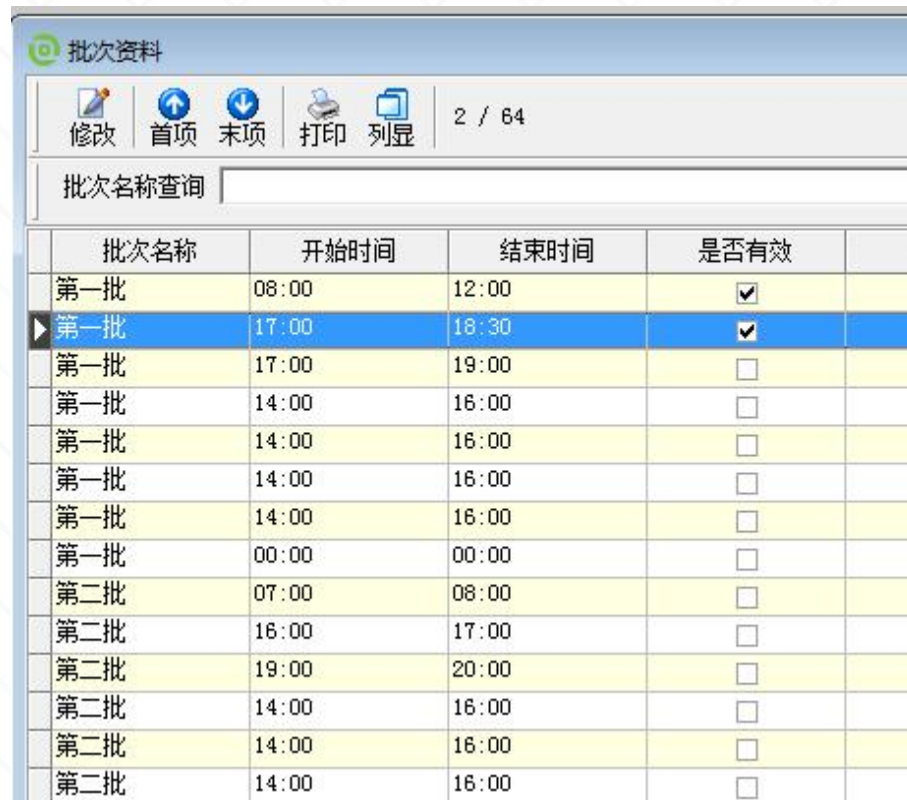 批次资料
修改 首项 末项 打印 列显 2 / 64
批次名称查询
批次名称 开始时间 结束时间 是否有效
第一批 08:00 12:00
第一批 17:00 18:30
第一批 17:00 19:00
第一批 14:00 16:00
第一批 14:00 16:00
第一批 14:00 16:00
第一批 14:00 16:00
第一批 00:00 00:00
第二批 07:00 08:00
第二批 16:00 17:00
第二批 19:00 20:00
第二批 14:00 16:00
第二批 14:00 16:00
第二批 14:00 16:00